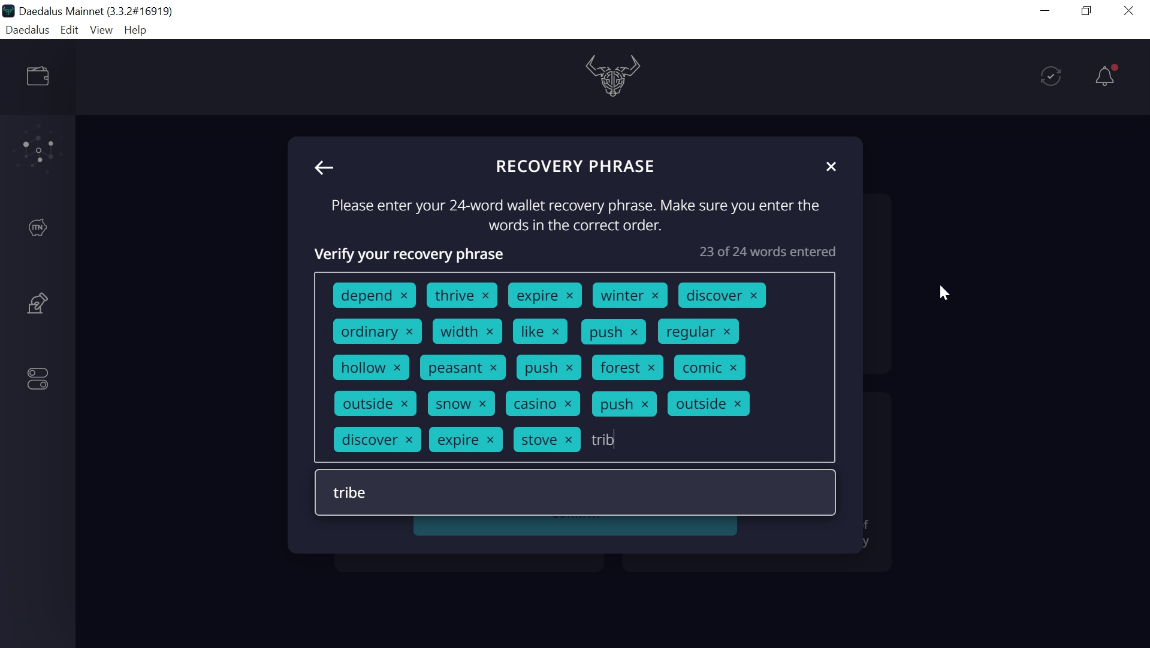 Daedalus Mainnet (3.3.2#16919)
Daedalus Edit View Help
RECOVERY PHRASE
Please enter your 24-word wallet recovery phrase. Make sure you enter the
words in the correct order.
Verify your recovery phrase 23 of 24 words entered
depend × thrive × expire × winter × discover ×
ordinary × width × like × push × regular ×
hollow × peasant × push × forest × comic ×
outside × snow × casino × push × outside ×
discover × expire × stove × trib
tribe
ITN
f
y